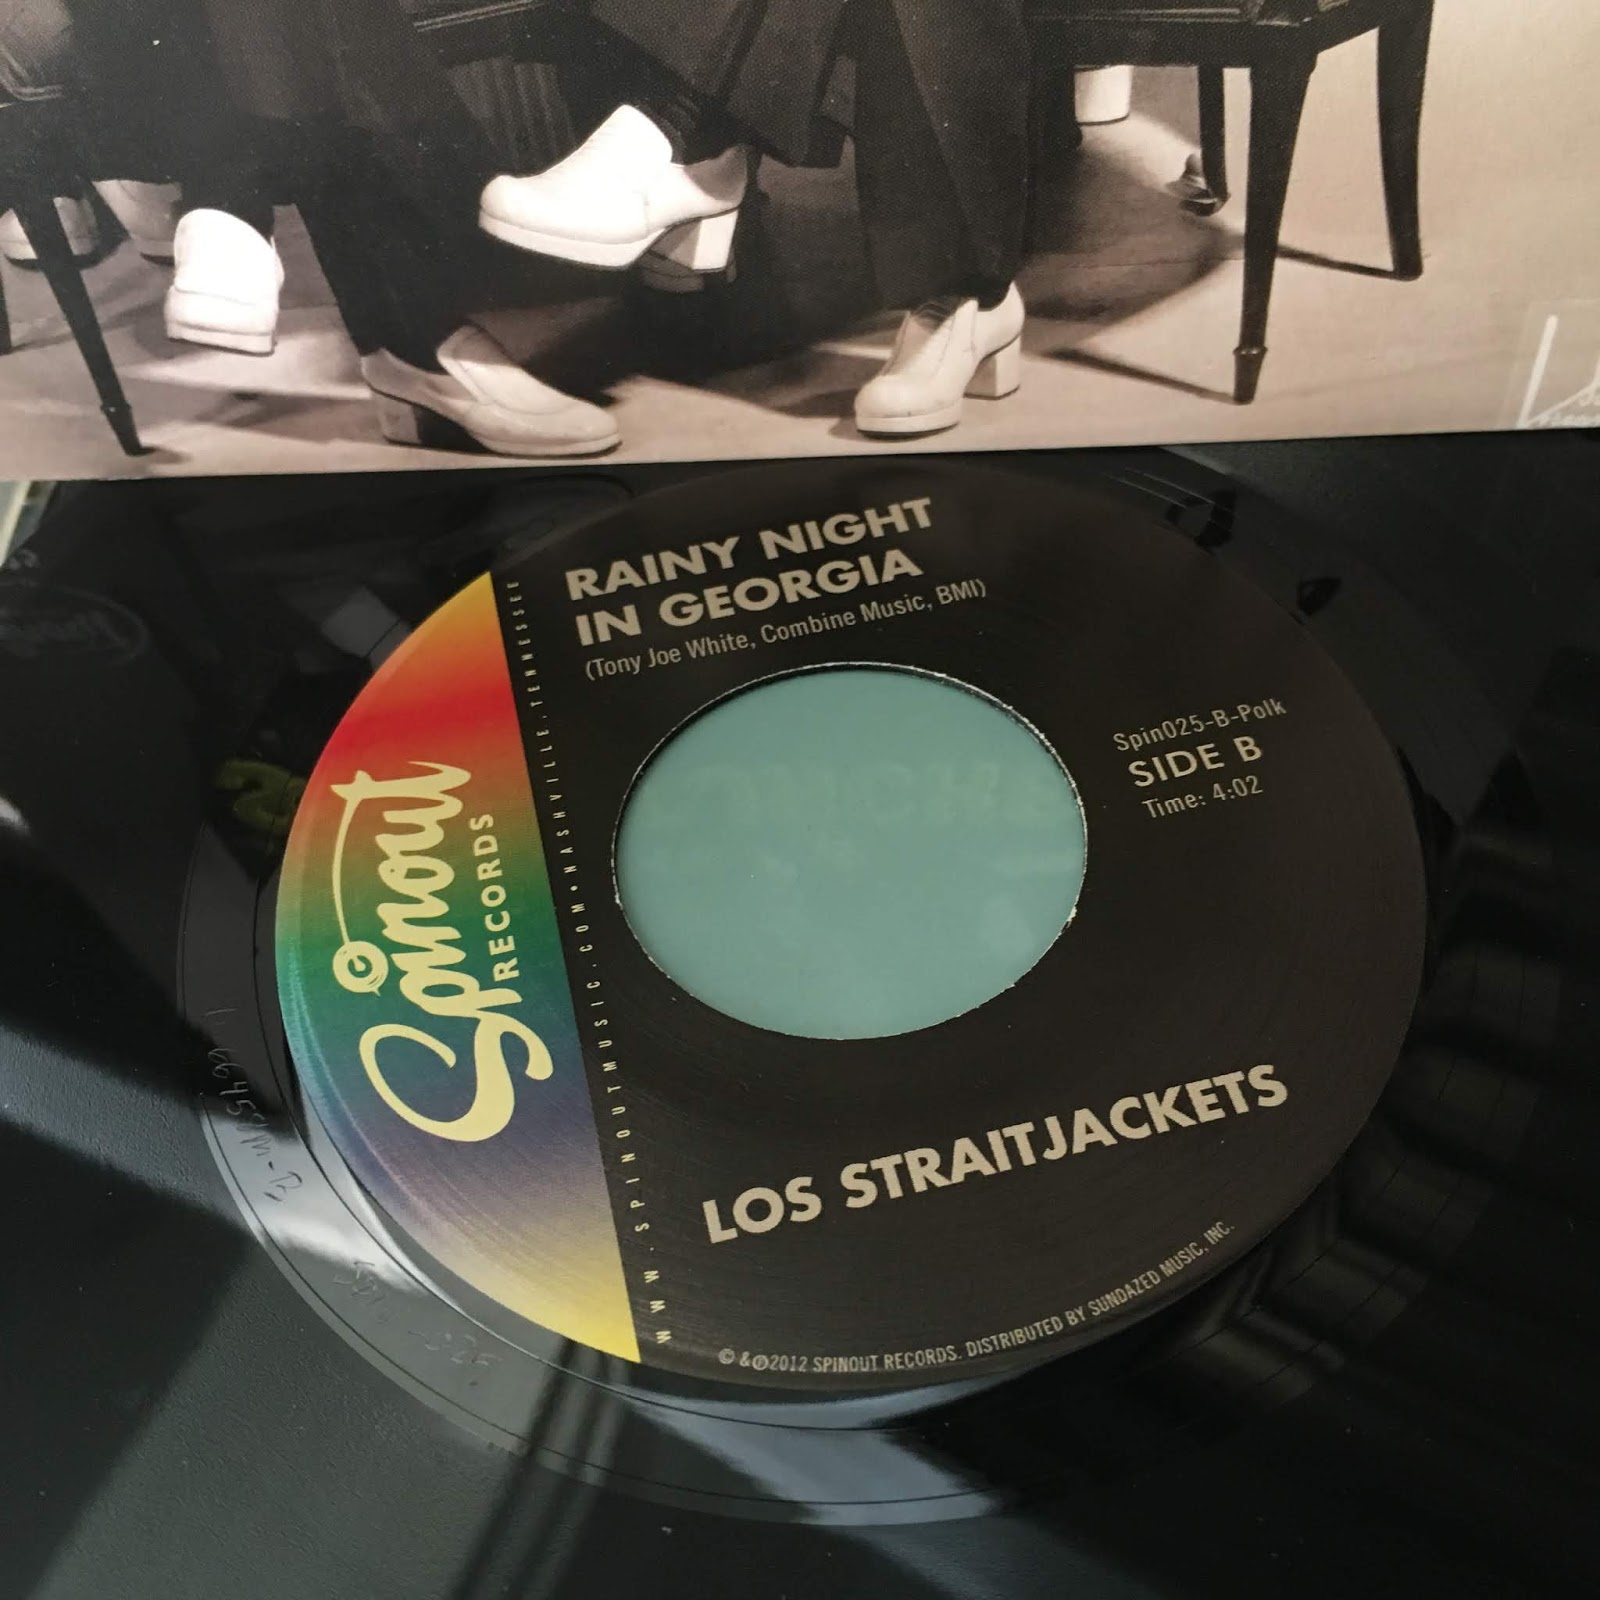 RAINY NIGHT
IN GEORGIA
(Tony Joe White, Combine Music, BMI)
Spin025-B-Polk
SIDE B
Time: 4:02
Spinout
RECORDS
WWW.SPINOUTMUSIC.COM•NASHVILLE, TENNESSEE
LOS STRAITJACKETS
© & ℗2012 SPINOUT RECORDS. DISTRIBUTED BY SUNDAZED MUSIC, INC.